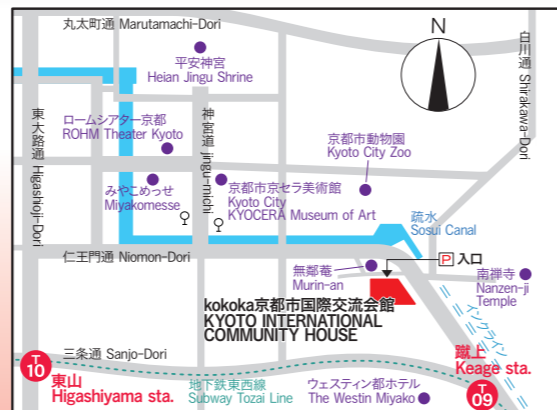 丸太町通 Marutamachi-Dori
平安神宮
Heian Jingu Shrine
N
白川通 Shirakawa-Dori
東大路通 Higashioji-Dori
ロームシアター京都
ROHM Theater Kyoto
神宮道 jingu-michi
京都市動物園
Kyoto City Zoo
みやこめっせ
Miyakomesse
京都市京セラ美術館
Kyoto City
KYOCERA Museum of Art
疏水
Sosui Canal
仁王門通 Niomon-Dori
P 入口
無鄰菴
Murin-an
南禅寺
Nanzen-ji
Temple
kokoka京都市国際交流会館
KYOTO INTERNATIONAL
COMMUNITY HOUSE
インクライン
三条通 Sanjo-Dori
蹴上
Keage sta.
T
09
T
10
東山
Higashiyama sta.
地下鉄東西線
Subway Tozai Line
ウェスティン都ホテル
The Westin Miyako